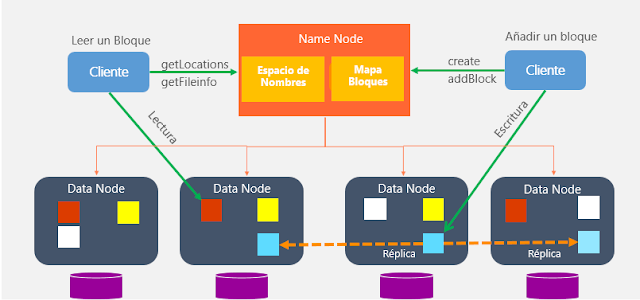 Leer un Bloque
Name Node
Añadir un bloque
Cliente
getLocations
getFileinfo
Espacio de
Nombres
Mapa
Bloques
create
addBlock
Cliente
Lectura
Escritura
Data Node
Data Node
Data Node
Data Node
Réplica
Réplica